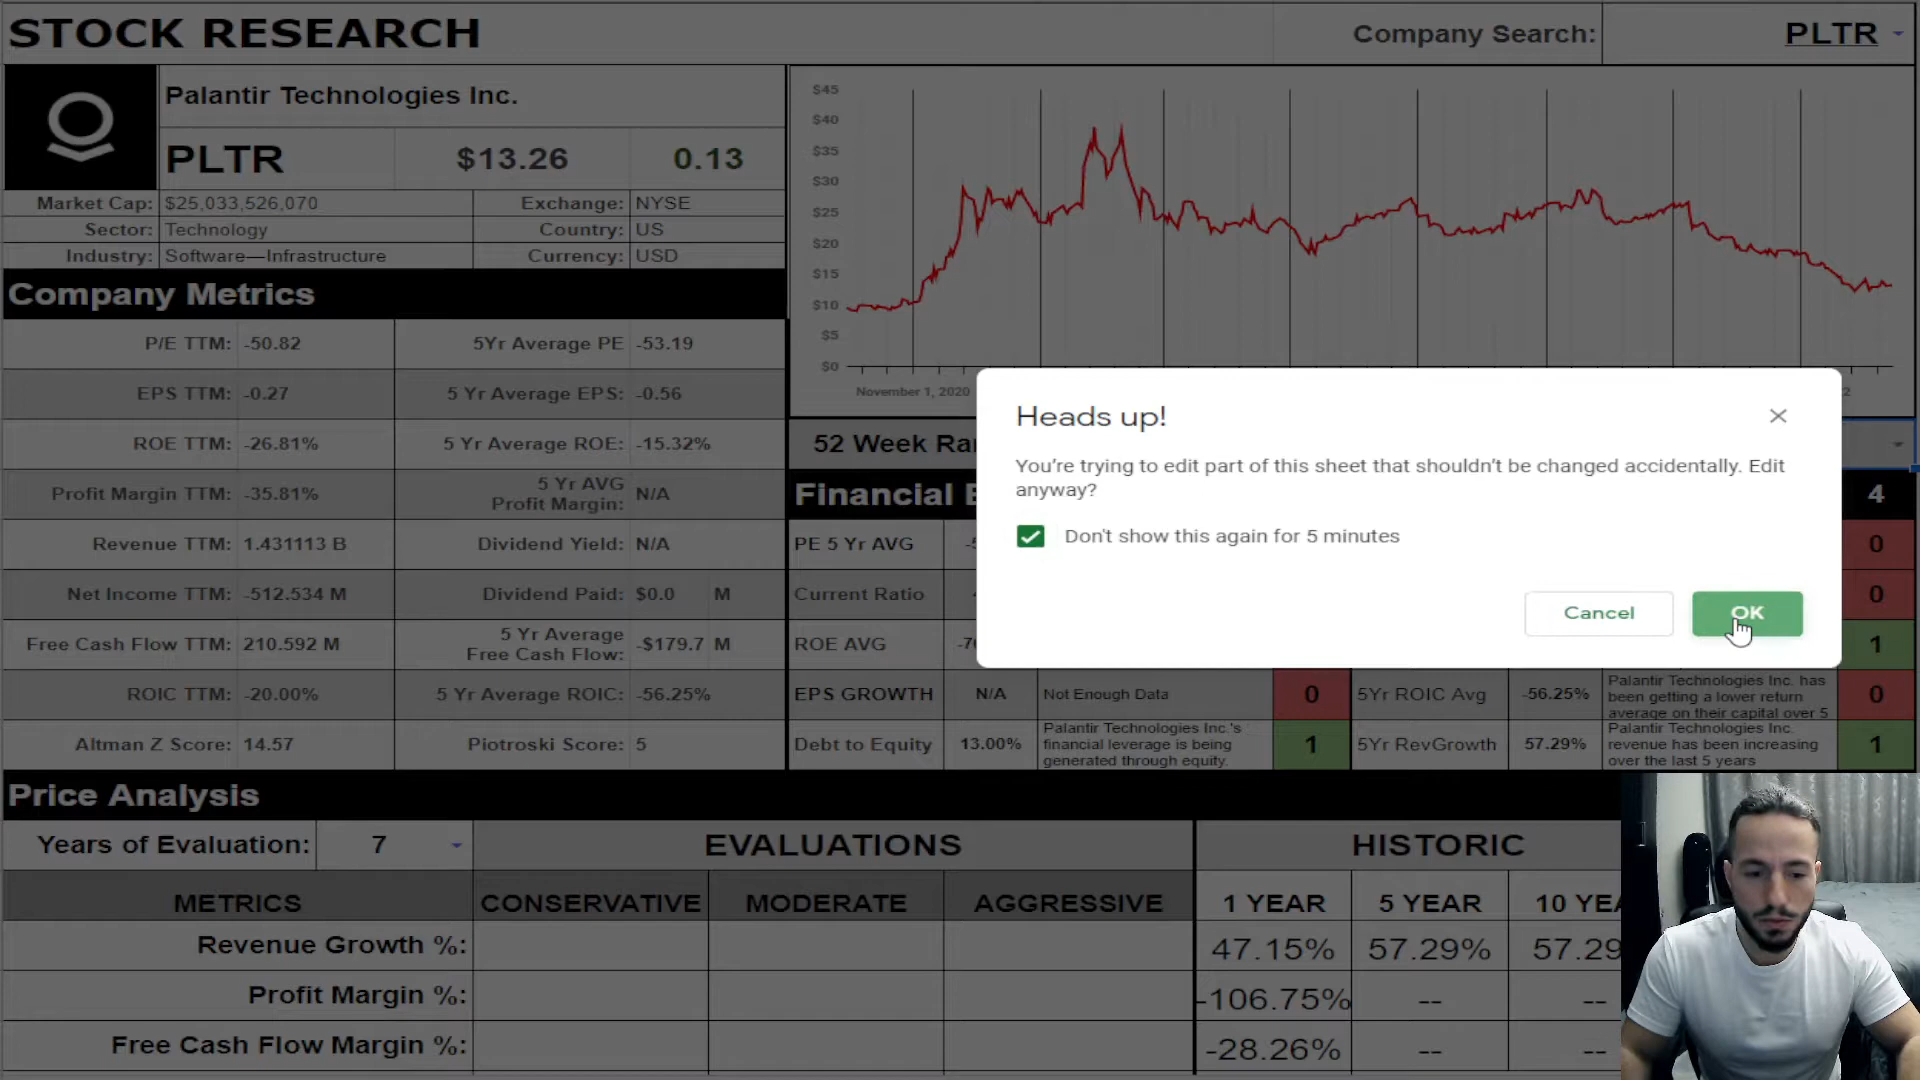 STOCK RESEARCH
Company Search: PLTR
Palantir Technologies Inc.
PLTR $13.26 0.13
Market Cap: $25,033,526,070 Exchange: NYSE
Sector: Technology Country: US
Industry: Software—Infrastructure Currency: USD
$45
$40
$35
$30
$25
$20
$15
$10
$5
$0
November 1, 2020
Company Metrics
P/E TTM: -50.82 5Yr Average PE -53.19
EPS TTM: -0.27 5 Yr Average EPS: -0.56
ROE TTM: -26.81% 5 Yr Average ROE: -15.32%
Profit Margin TTM: -35.81% 5 Yr AVG Profit Margin: N/A
Revenue TTM: 1.431113 B Dividend Yield: N/A
Net Income TTM: -512.534 M Dividend Paid: $0.0 M
Free Cash Flow TTM: 210.592 M 5 Yr Average Free Cash Flow: -$179.7 M
ROIC TTM: -20.00% 5 Yr Average ROIC: -56.25%
Altman Z Score: 14.57 Piotroski Score: 5
52 Week
Financial
4
PE 5 Yr AVG
0
Current Ratio
0
ROE AVG
1
EPS GROWTH N/A Not Enough Data 0 5Yr ROIC Avg -56.25% Palantir Technologies Inc. has
been getting a lower return
average on their capital over 5
0
Debt to Equity 13.00% Palantir Technologies Inc.'s
financial leverage is being
generated through equity.
1 5Yr RevGrowth 57.29% Palantir Technologies Inc.
revenue has been increasing
over the last 5 years
1
Heads up!
You're trying to edit part of this sheet that shouldn't be changed accidentally. Edit
anyway?
Don't show this again for 5 minutes
Cancel OK
Price Analysis
Years of Evaluation: 7 EVALUATIONS HISTORIC
METRICS CONSERVATIVE MODERATE AGGRESSIVE 1 YEAR 5 YEAR 10
Revenue Growth %: 47.15% 57.29% 57.29
Profit Margin %: -106.75% -- --
Free Cash Flow Margin %: -28.26% -- --